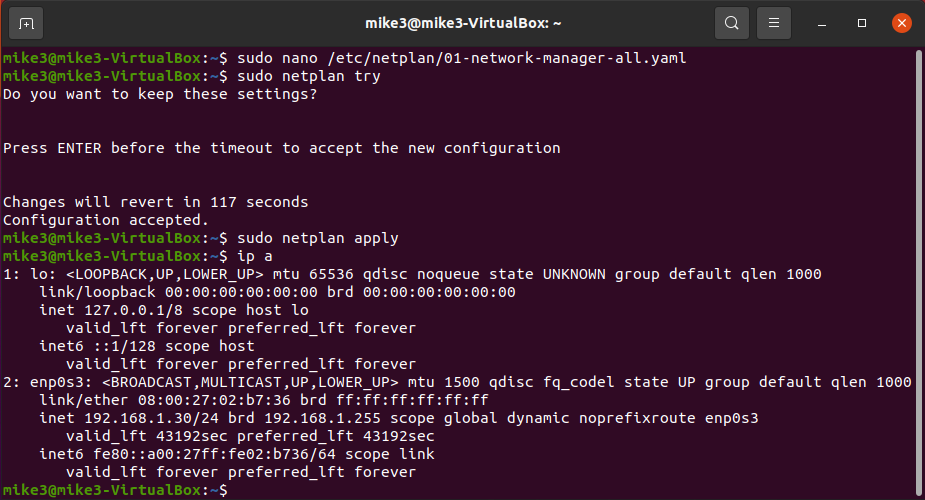 mike3@mike3-VirtualBox: ~
mike3@mike3-VirtualBox:~$ sudo nano /etc/netplan/01-network-manager-all.yaml
mike3@mike3-VirtualBox:~$ sudo netplan try
Do you want to keep these settings?
Press ENTER before the timeout to accept the new configuration
Changes will revert in 117 seconds
Configuration accepted.
mike3@mike3-VirtualBox:~$ sudo netplan apply
mike3@mike3-VirtualBox:~$ ip a
1: lo: <LOOPBACK,UP,LOWER_UP> mtu 65536 qdisc noqueue state UNKNOWN group default qlen 1000
    link/loopback 00:00:00:00:00:00 brd 00:00:00:00:00:00
    inet 127.0.0.1/8 scope host lo
       valid_lft forever preferred_lft forever
    inet6 ::1/128 scope host
       valid_lft forever preferred_lft forever
2: enp0s3: <BROADCAST,MULTICAST,UP,LOWER_UP> mtu 1500 qdisc fq_codel state UP group default qlen 1000
    link/ether 08:00:27:02:b7:36 brd ff:ff:ff:ff:ff:ff
    inet 192.168.1.30/24 brd 192.168.1.255 scope global dynamic noprefixroute enp0s3
       valid_lft 43192sec preferred_lft 43192sec
    inet6 fe80::a00:27ff:fe02:b736/64 scope link
       valid_lft forever preferred_lft forever
mike3@mike3-VirtualBox:~$